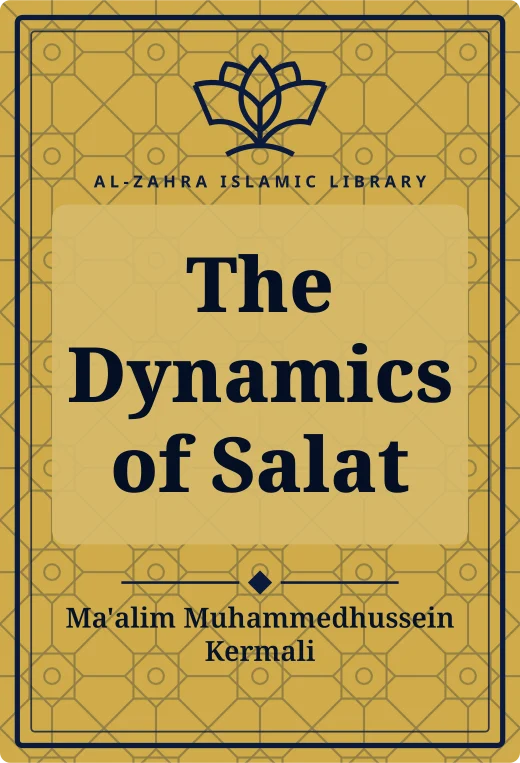 AL-ZAHRA ISLAMIC LIBRARY
The
Dynamics
of Salat
Ma'alim Muhammedhussein
Kermali